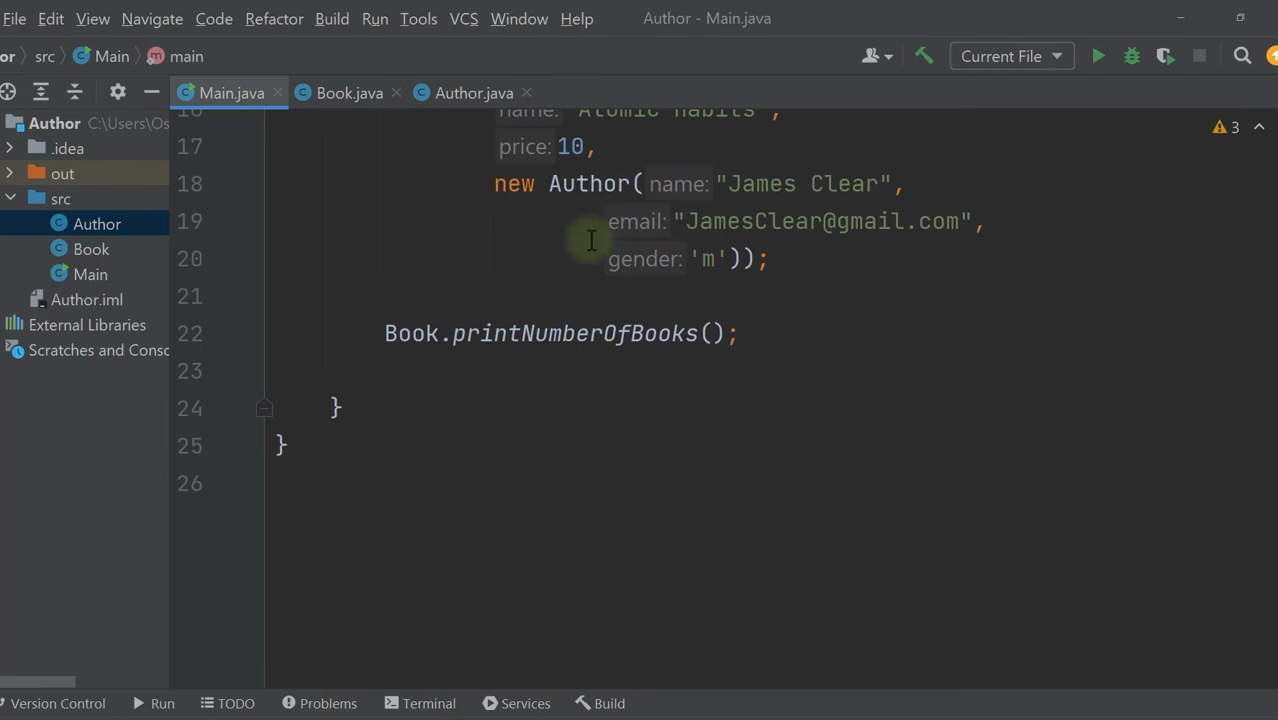 File Edit View Navigate Code Refactor Build Run Tools VCS Window Help Author - Main.java
or src Main main Current File
Main.java Book.java Author.java
Author C:\Users\Os
.idea
out
src
Author
Book
Main
Author.iml
External Libraries
Scratches and Conso
3
16 name: "Atomic Habits",
17 price: 10,
18 new Author( name: "James Clear",
19 email: "JamesClear@gmail.com",
20 gender: 'm'));
21
22 Book.printNumberOfBooks();
23
24 }
25 }
26
Version Control Run TODO Problems Terminal Services Build